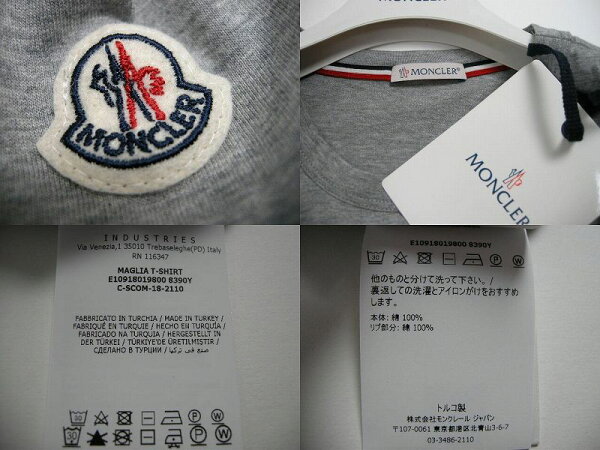 MONCLER
MONCLER
MONCLER
INDUSTRIES
Via Venezia,1 35010 Trebaseleghe(PD) Italy
RN 116347
MAGLIA T-SHIRT
E10918019800 8390Y
C-SCOM-18-2110
FABBRICATO IN TURCHIA / MADE IN TURKEY /
FABRIQUÉ EN TURQUIE / HECHO EN TURQUÍA /
FABRICADO NA TURQUIA / HERGESTELLT IN
DER TÜRKEI / TÜRKİYE'DE ÜRETILMISTIR /
СДЕЛАНО В ТУРЦИИ / صنع في تركيا
E10918019800 8390Y
他のものと分けて洗って下さい。/
裏返しての洗濯とアイロンがけをおすすめ
します。
本体: 綿 100%
リブ部分: 綿 100%
トルコ製
株式会社モンクレール ジャパン
〒107-0061 東京都港区北青山3-6-7
03-3486-2110